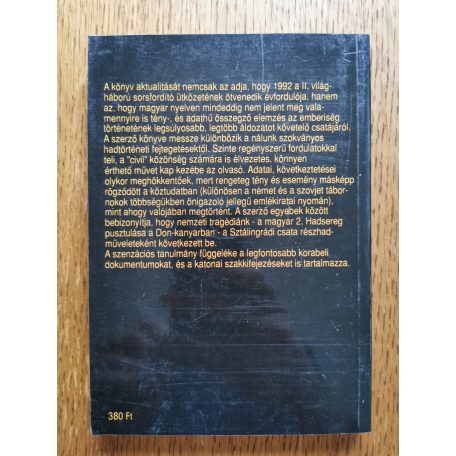 A könyv aktualitását nemcsak az adja, hogy 1992 a II, világ-
háború sorsfordító ütközetének ötvenedik évfordulója, hanem
az, hogy magyar nyelven mindeddig nem jelent meg vala-
mennyire is tény-, és adathű összegző elemzés az emberiség
történetének legsúlyosabb, legtöbb áldozatot követelő csatájáról.
A szerző könyve messze különbözik a nálunk szokványos
hadtörténeti fejtegetésektől. Szinte regényszerű fordulatokkal
teli, a "civil" közönség számára is élvezetes, könnyen
érthető művet kap kezébe az olvasó. Adatai, következtetései
olykor meghökkentőek, mert rengeteg tény és esemény másképp
rögződött a köztudatban (különösen a német és a szovjet tábor-
nokok többségükben önigazoló jellegű emlékiratai nyomán),
mint ahogy valójában megtörtént. A szerző egyebek között
bebizonyítja, hogy nemzeti tragédiánk - a magyar 2. Hadsereg
pusztulása a Don-kanyarban - a Sztálingrádi csata részhad-
műveleteként következett be.
A szenzációs tanulmány függeléke a legfontosabb korabeli
dokumentumokat, és a katonai szakkifejezéseket is tartalmazza.
380 Ft